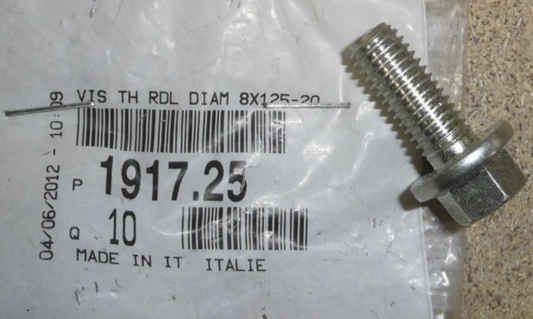 VIS TH RDL DIAM 8X125-20
P 1917.25
Q 10
MADE IN IT ITALIE
04/06/2012 - 10:09